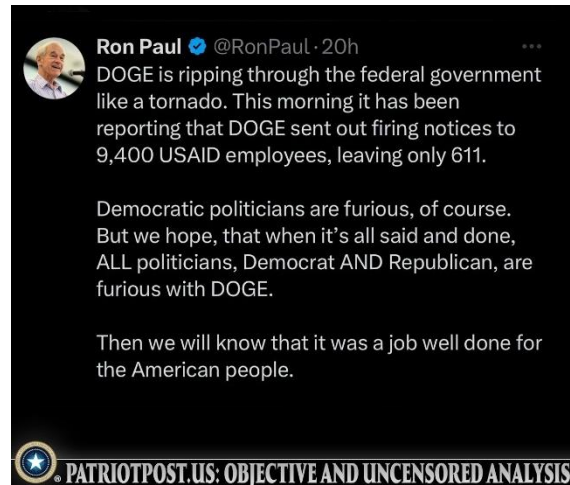 Ron Paul @RonPaul · 20h
DOGE is ripping through the federal government
like a tornado. This morning it has been
reporting that DOGE sent out firing notices to
9,400 USAID employees, leaving only 611.
Democratic politicians are furious, of course.
But we hope, that when it’s all said and done,
ALL politicians, Democrat AND Republican, are
furious with DOGE.
Then we will know that it was a job well done for
the American people.
PATRIOTPOST.US: OBJECTIVE AND UNCENSORED ANALYSIS